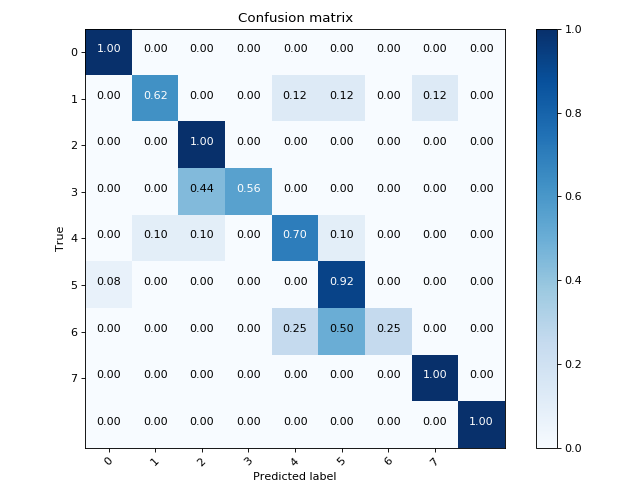 Confusion matrix
0 1.00 0.00 0.00 0.00 0.00 0.00 0.00 0.00 0.00
1 0.00 0.62 0.00 0.00 0.12 0.12 0.00 0.12 0.00
2 0.00 0.00 1.00 0.00 0.00 0.00 0.00 0.00 0.00
3 0.00 0.00 0.44 0.56 0.00 0.00 0.00 0.00 0.00
4 0.00 0.10 0.10 0.00 0.70 0.10 0.00 0.00 0.00
5 0.08 0.00 0.00 0.00 0.00 0.92 0.00 0.00 0.00
6 0.00 0.00 0.00 0.00 0.25 0.50 0.25 0.00 0.00
7 0.00 0.00 0.00 0.00 0.00 0.00 0.00 1.00 0.00
0.00 0.00 0.00 0.00 0.00 0.00 0.00 0.00 1.00
0 1 2 3 4 5 6 7
True
Predicted label
1.0
0.8
0.6
0.4
0.2
0.0